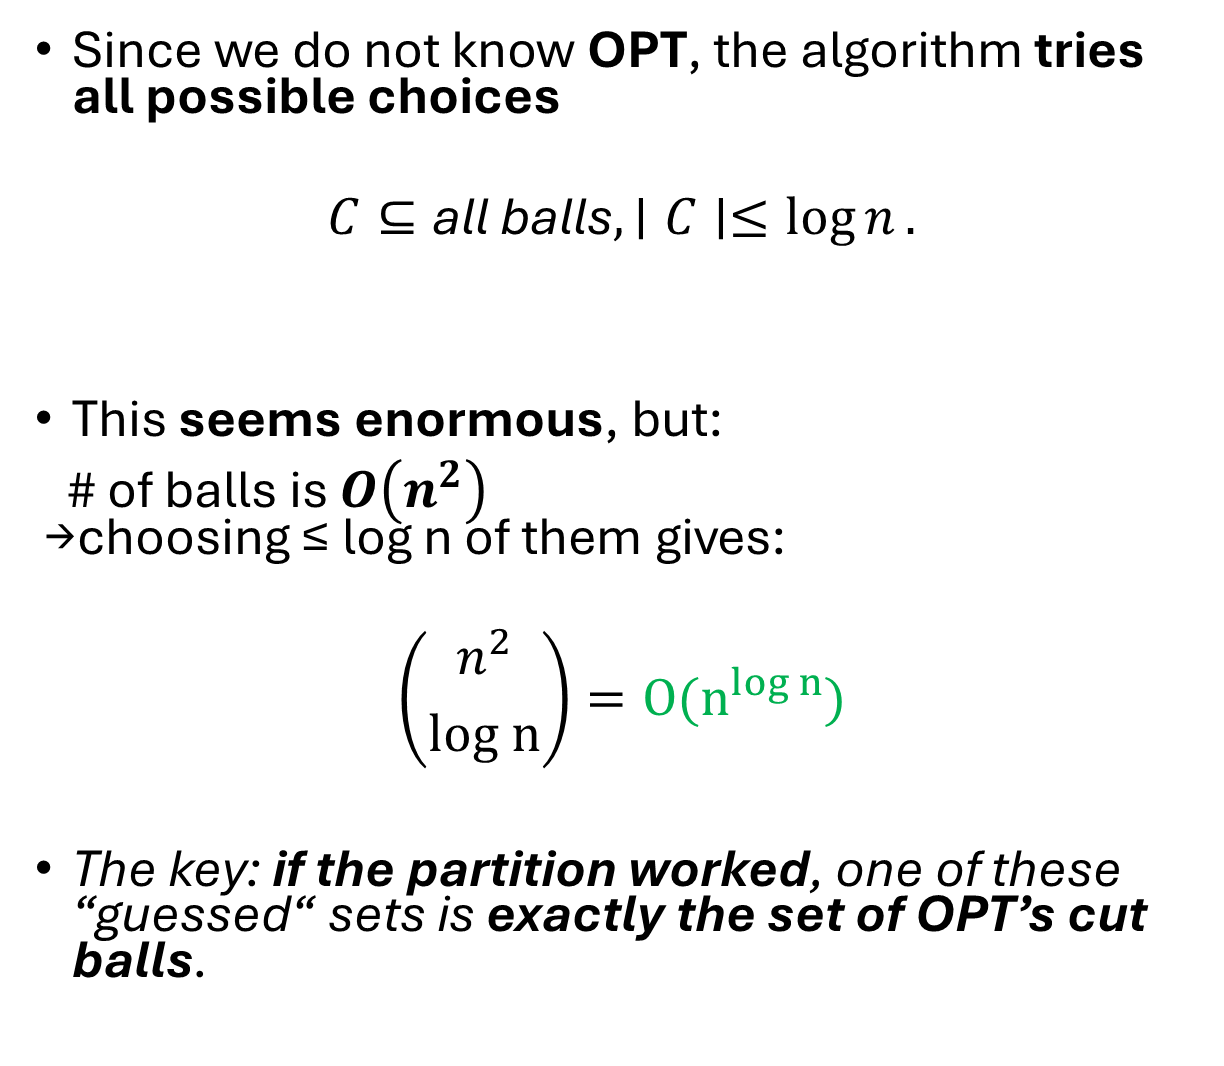 • Since we do not know OPT, the algorithm tries
all possible choices
C ⊆ all balls, | C |≤ log n .
• This seems enormous, but:
# of balls is O(n²)
→choosing ≤ log n of them gives:
(n² log n) = O(n^{log n})
• The key: if the partition worked, one of these
“guessed“ sets is exactly the set of OPT’s cut
balls.